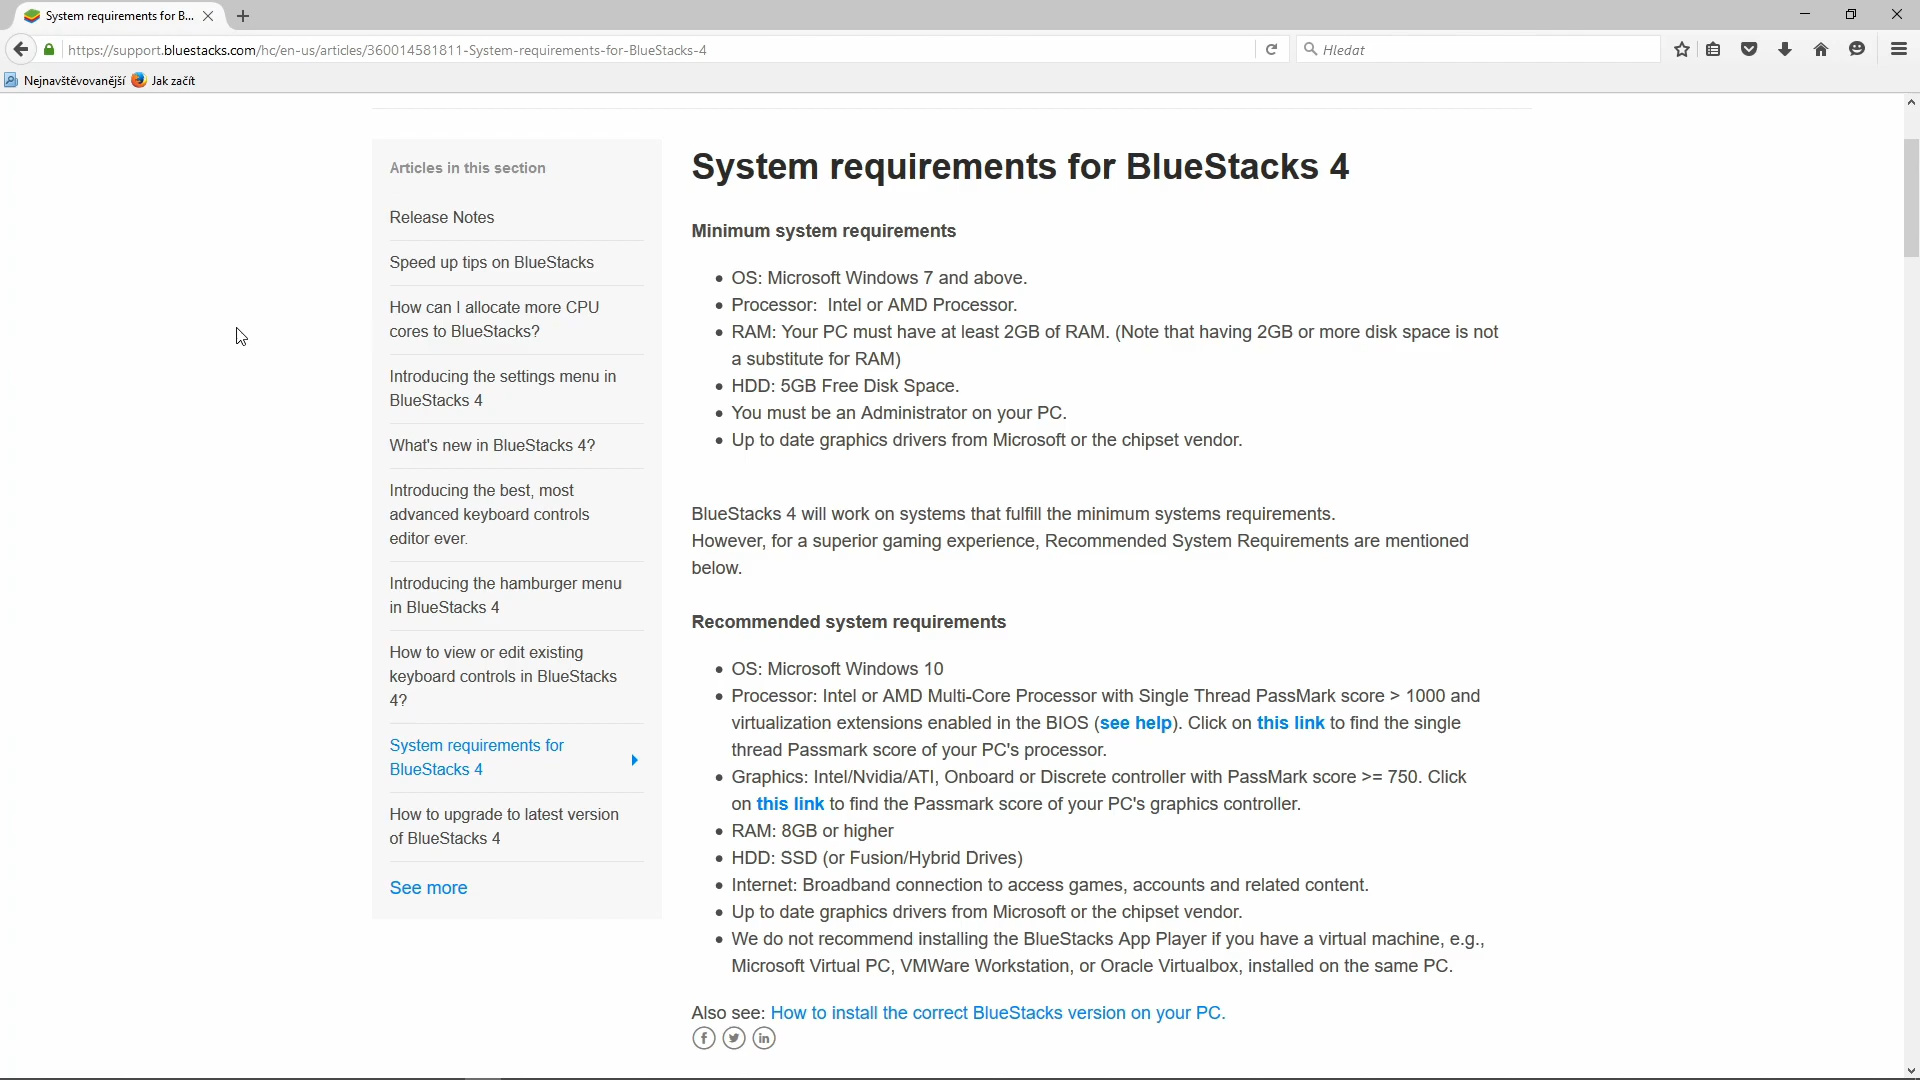 System requirements for B...
https://support.bluestacks.com/hc/en-us/articles/360014581811-System-requirements-for-BlueStacks-4
Hledat
Nejnavštěvovanější Jak začít
Articles in this section
Release Notes
Speed up tips on BlueStacks
How can I allocate more CPU
cores to BlueStacks?
Introducing the settings menu in
BlueStacks 4
What's new in BlueStacks 4?
Introducing the best, most
advanced keyboard controls
editor ever.
Introducing the hamburger menu
in BlueStacks 4
How to view or edit existing
keyboard controls in BlueStacks
4?
System requirements for
BlueStacks 4
How to upgrade to latest version
of BlueStacks 4
See more
System requirements for BlueStacks 4
Minimum system requirements
• OS: Microsoft Windows 7 and above.
• Processor:  Intel or AMD Processor.
• RAM: Your PC must have at least 2GB of RAM. (Note that having 2GB or more disk space is not
a substitute for RAM)
• HDD: 5GB Free Disk Space.
• You must be an Administrator on your PC.
• Up to date graphics drivers from Microsoft or the chipset vendor.
BlueStacks 4 will work on systems that fulfill the minimum systems requirements.
However, for a superior gaming experience, Recommended System Requirements are mentioned
below.
Recommended system requirements
• OS: Microsoft Windows 10
• Processor: Intel or AMD Multi-Core Processor with Single Thread PassMark score > 1000 and
virtualization extensions enabled in the BIOS (see help). Click on this link to find the single
thread Passmark score of your PC's processor.
• Graphics: Intel/Nvidia/ATI, Onboard or Discrete controller with PassMark score >= 750. Click
on this link to find the Passmark score of your PC's graphics controller.
• RAM: 8GB or higher
• HDD: SSD (or Fusion/Hybrid Drives)
• Internet: Broadband connection to access games, accounts and related content.
• Up to date graphics drivers from Microsoft or the chipset vendor.
• We do not recommend installing the BlueStacks App Player if you have a virtual machine, e.g.,
Microsoft Virtual PC, VMWare Workstation, or Oracle Virtualbox, installed on the same PC.
Also see: How to install the correct BlueStacks version on your PC.